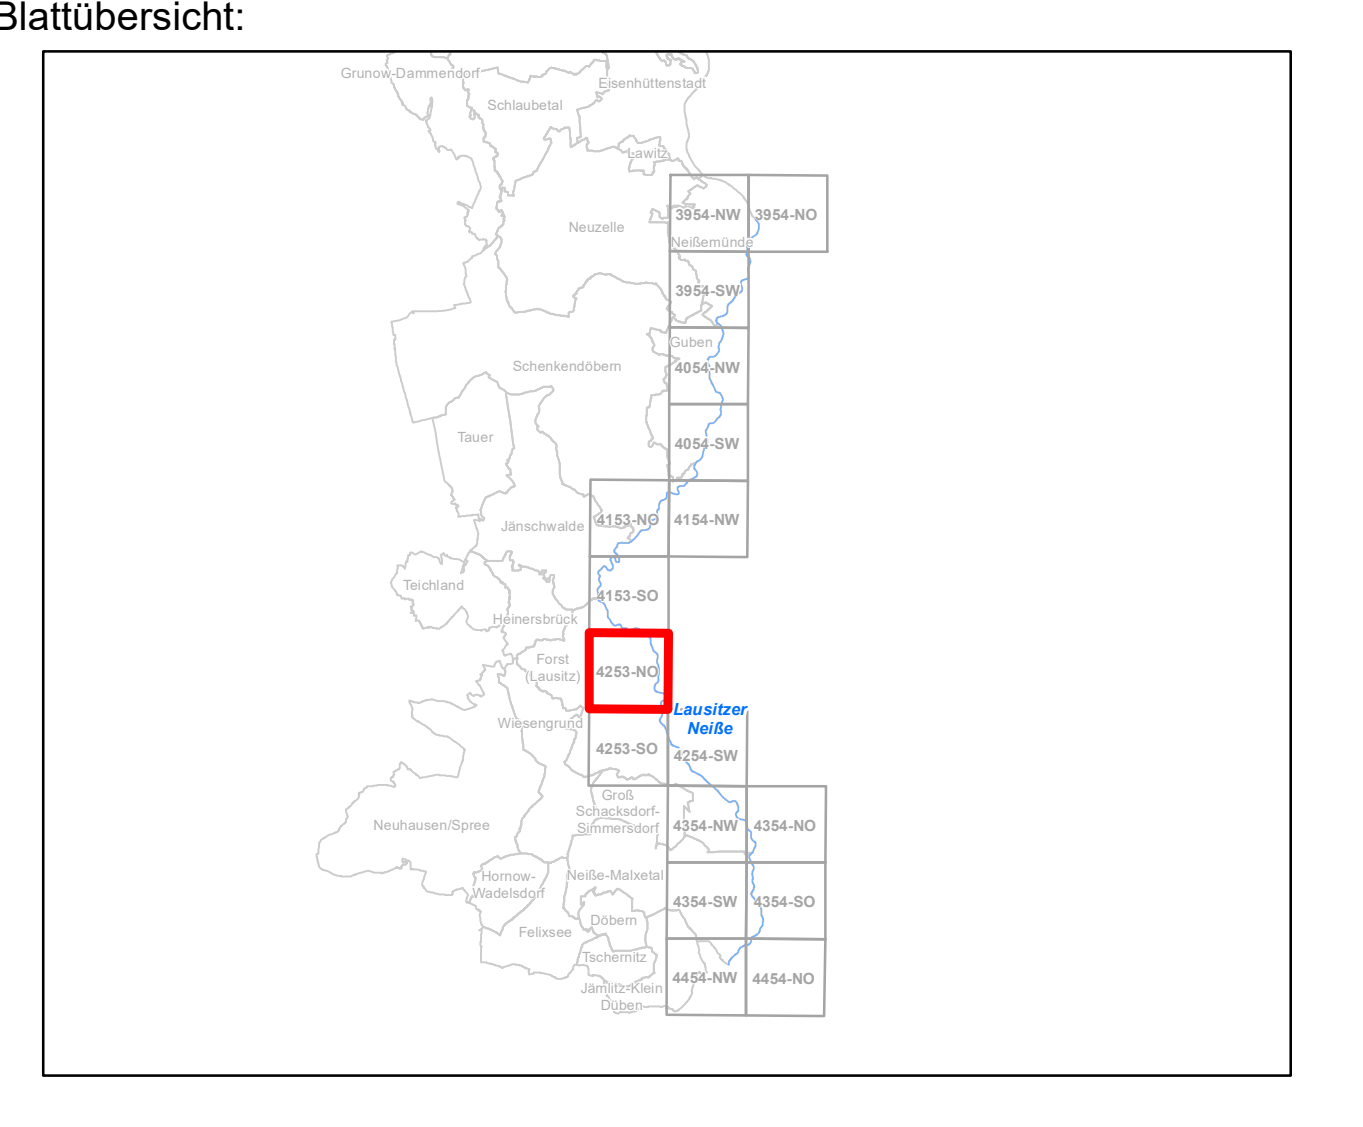 Blattübersicht:
Grunow-Dammendorf
Eisenhüttenstadt
Schlaubetal
Lawitz
3954-NW
3954-NO
Neuzelle
Neißemünde
3954-SW
Guben
Schenkendöbern
4054-NW
Tauer
4054-SW
4153-NO
4154-NW
Jänschwalde
Teichland
4153-SO
Heinersbrück
Forst
(Lausitz)
4253-NO
Lausitzer
Neiße
Wiesengrund
4253-SO
4254-SW
Groß
Schacksdorf-
Simmersdorf
Neuhausen/Spree
4354-NW
4354-NO
Hornow-
Wadelsdorf
Neiße-Malxetal
4354-SW
4354-SO
Döbern
Felixsee
Tschernitz
4454-NW
4454-NO
Jämlitz-Klein
Düben